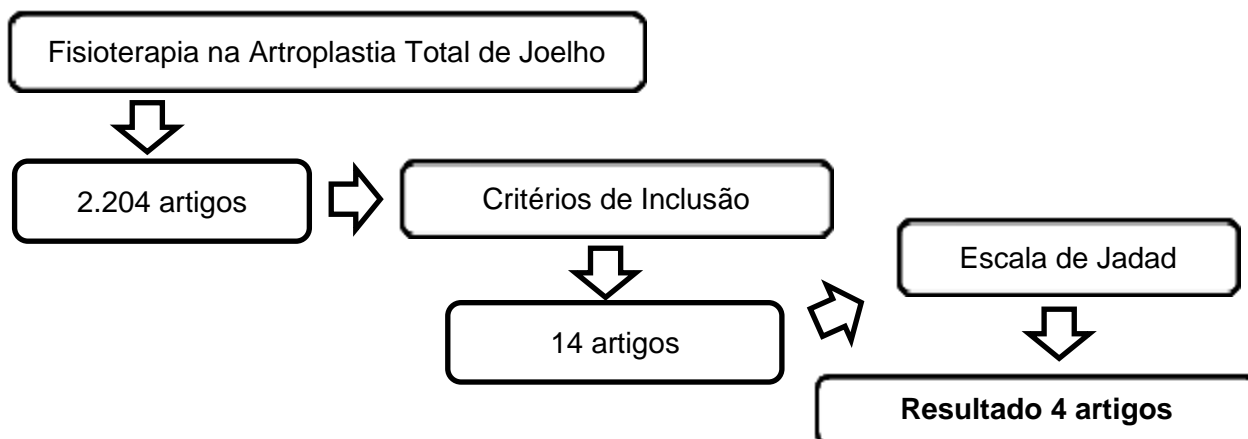 Fisioterapia na Artroplastia Total de Joelho
2.204 artigos
Critérios de Inclusão
14 artigos
Escala de Jadad
Resultado 4 artigos